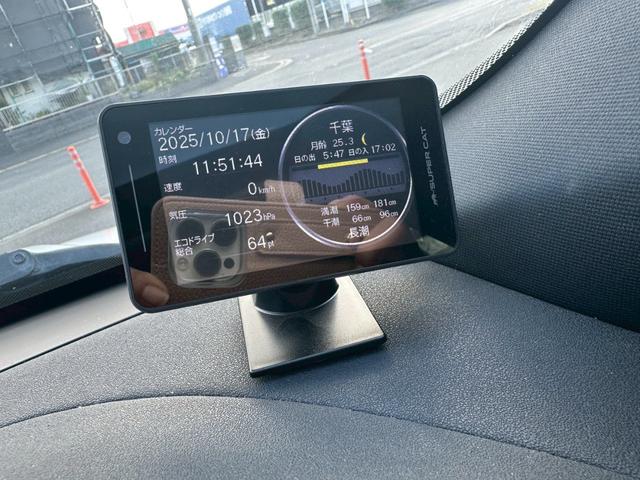 カレンダー
2025/10/17(金)
時刻
11:51:44
速度
0km/h
気圧
1023hPa
エコドライブ
総合
64pt
千葉
月齢 25.3
日の出 5:47 日の入 17:02
満潮 159cm 181cm
干潮 66cm 96cm
長潮
SUPER CAT